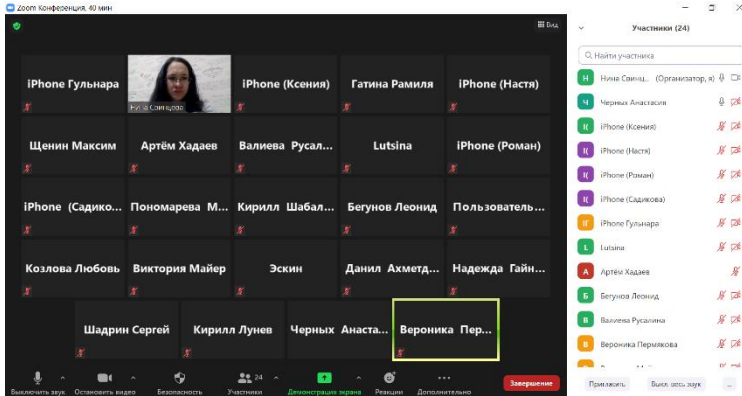 Zoom Конференция, 40 мин
Вид
iPhone Гульнара
Нина Свинцова
iPhone (Ксения)
Гатина Рамиля
iPhone (Настя)
Щенин Максим
Артём Хадаев
Валиева Русал...
Lutsina
iPhone (Роман)
iPhone (Садико...
Пономарева М...
Кирилл Шабал...
Бегунов Леонид
Пользователь...
Козлова Любовь
Виктория Майер
Эскин
Данил Ахметд...
Надежда Гайн...
Шадрин Сергей
Кирилл Лунев
Черных Анаста...
Вероника Пер...
Выключить звук
Остановить видео
Безопасность
Участники
24
Демонстрация экрана
Реакции
Дополнительно
Завершение
Участники (24)
Найти участника
Н Нина Свинц... (Организатор, я)
Ч Черных Анастасия
I( iPhone (Ксения)
I( iPhone (Настя)
I( iPhone (Роман)
I( iPhone (Садикова)
IГ iPhone Гульнара
L Lutsina
А Артём Хадаев
Б Бегунов Леонид
В Валиева Русалина
В Вероника Пермякова
Пригласить
Выкл. весь звук
...